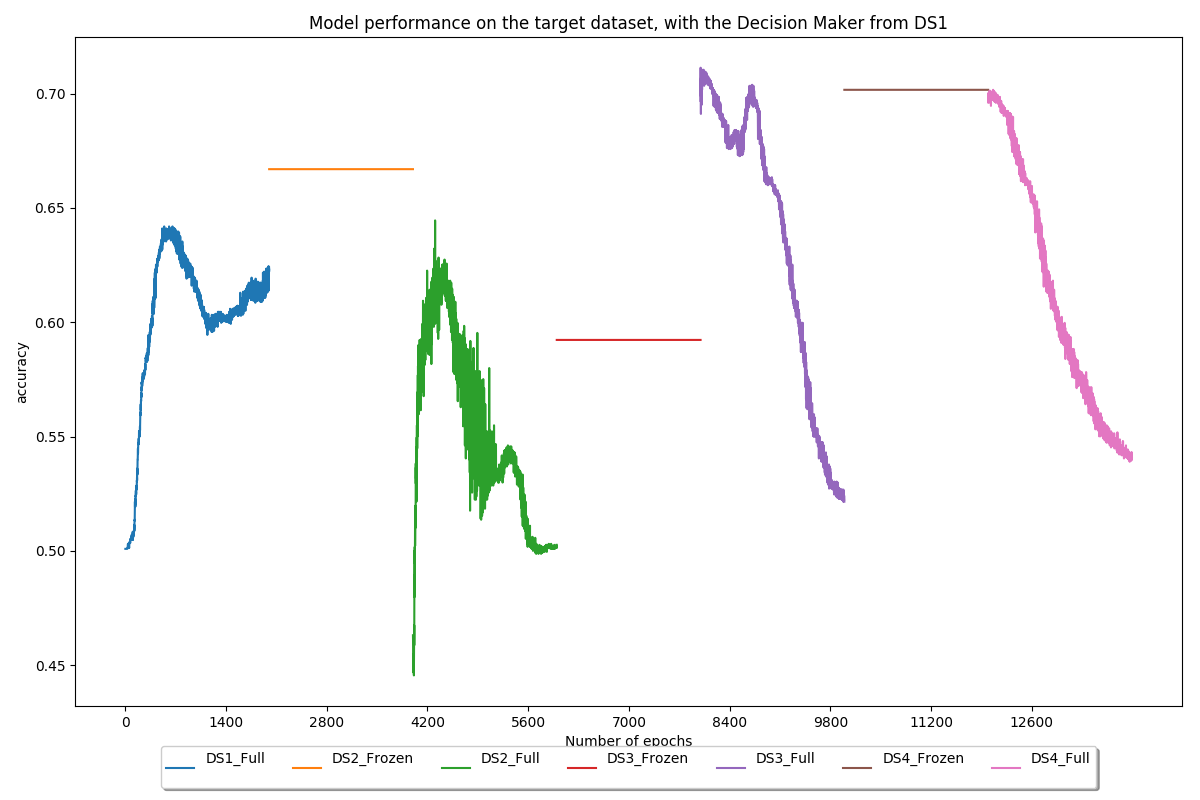 Model performance on the target dataset, with the Decision Maker from DS1
accuracy
0.70
0.65
0.60
0.55
0.50
0.45
0 1400 2800 4200 5600 7000 8400 9800 11200 12600
Number of epochs
DS1_Full DS2_Frozen DS2_Full DS3_Frozen DS3_Full DS4_Frozen DS4_Full